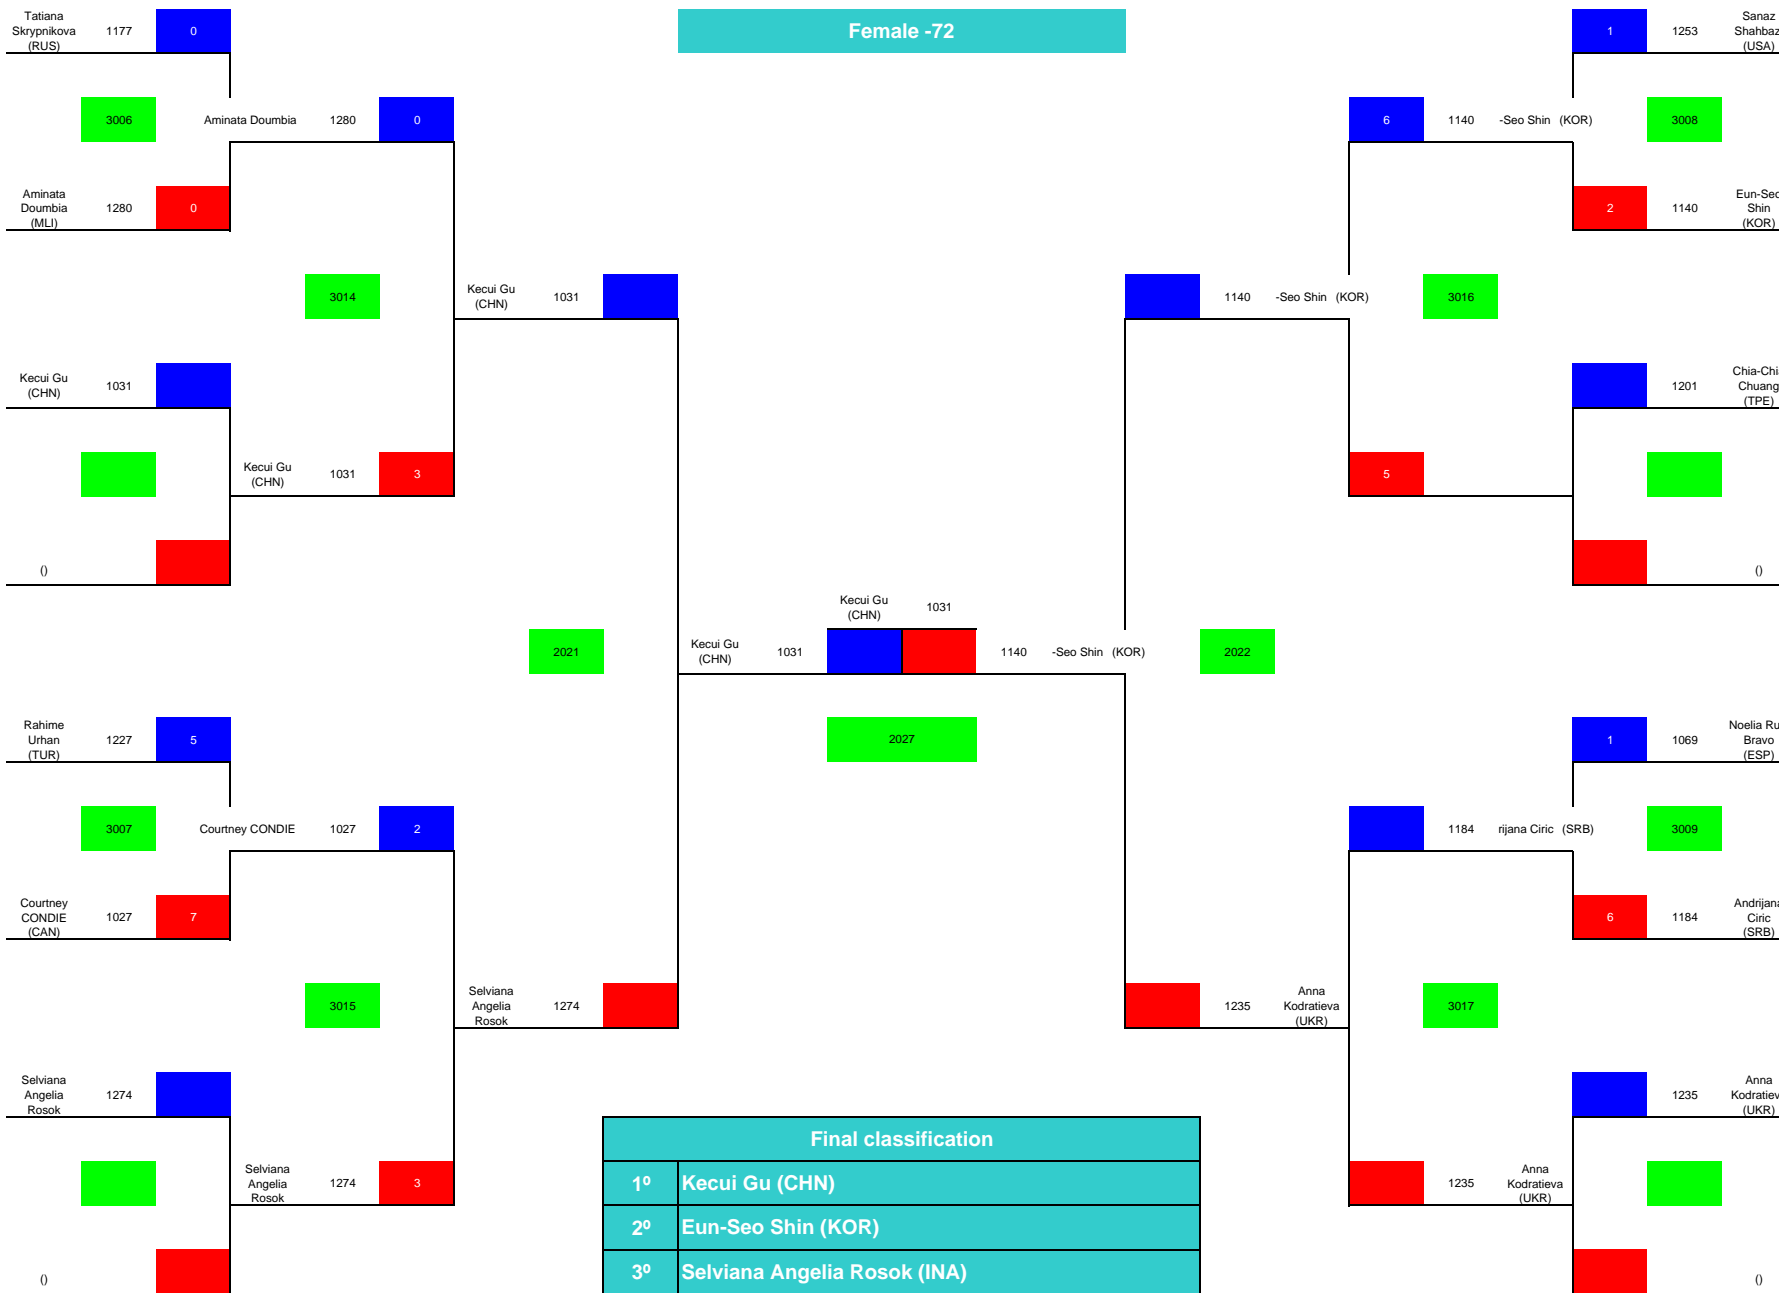 Tatiana
Skrypnikova
(RUS)
1177
0
Female -72
1
1253
Sanaz
Shahbaz
(USA)
3006
Aminata Doumbia
1280
0
6
1140
-Seo Shin (KOR)
3008
Aminata
Doumbia
(MLI)
1280
0
2
1140
Eun-Seo
Shin
(KOR)
3014
Kecui Gu
(CHN)
1031
1140
-Seo Shin (KOR)
3016
Kecui Gu
(CHN)
1031
1201
Chia-Chi
Chuang
(TPE)
Kecui Gu
(CHN)
1031
3
5
()
()
Kecui Gu
(CHN)
1031
2021
Kecui Gu
(CHN)
1031
1140
-Seo Shin (KOR)
2022
Rahime
Urhan
(TUR)
1227
5
2027
1
1069
Noelia Ru
Bravo
(ESP)
3007
Courtney CONDIE
1027
2
1184
rijana Ciric (SRB)
3009
Courtney
CONDIE
(CAN)
1027
7
6
1184
Andrijana
Ciric
(SRB)
3015
Selviana
Angelia
Rosok
1274
1235
Anna
Kodratieva
(UKR)
3017
Selviana
Angelia
Rosok
1274
1235
Anna
Kodratiev
(UKR)
Final classification
Selviana
Angelia
Rosok
1274
3
1º Kecui Gu (CHN)
1235
Anna
Kodratieva
(UKR)
2º Eun-Seo Shin (KOR)
()
3º Selviana Angelia Rosok (INA)
()